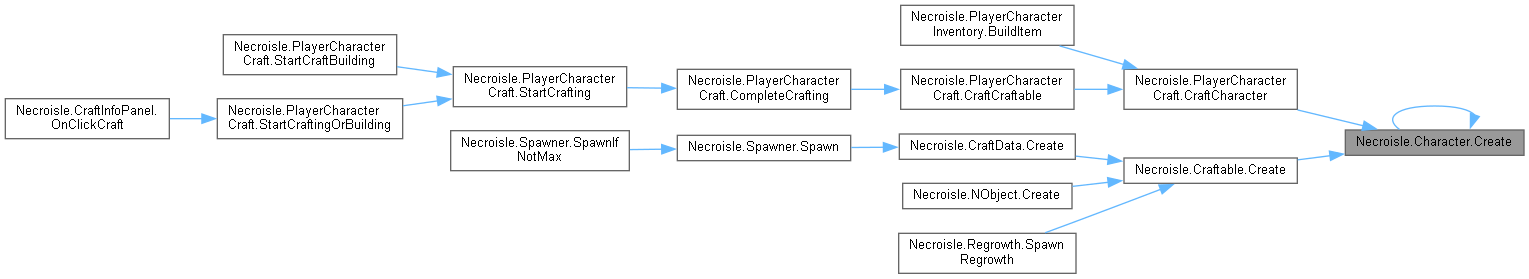 Necroisle.PlayerCharacter
Inventory.BuildItem
Necroisle.PlayerCharacter
Craft.StartCraftBuilding
Necroisle.PlayerCharacter
Craft.StartCrafting
Necroisle.PlayerCharacter
Craft.CompleteCrafting
Necroisle.PlayerCharacter
Craft.CraftCraftable
Necroisle.PlayerCharacter
Craft.CraftCharacter
Necroisle.CraftInfoPanel.
OnClickCraft
Necroisle.PlayerCharacter
Craft.StartCraftingOrBuilding
Necroisle.Character.Create
Necroisle.Spawner.SpawnIf
NotMax
Necroisle.Spawner.Spawn
Necroisle.CraftData.Create
Necroisle.Craftable.Create
Necroisle.NObject.Create
Necroisle.Regrowth.Spawn
Regrowth